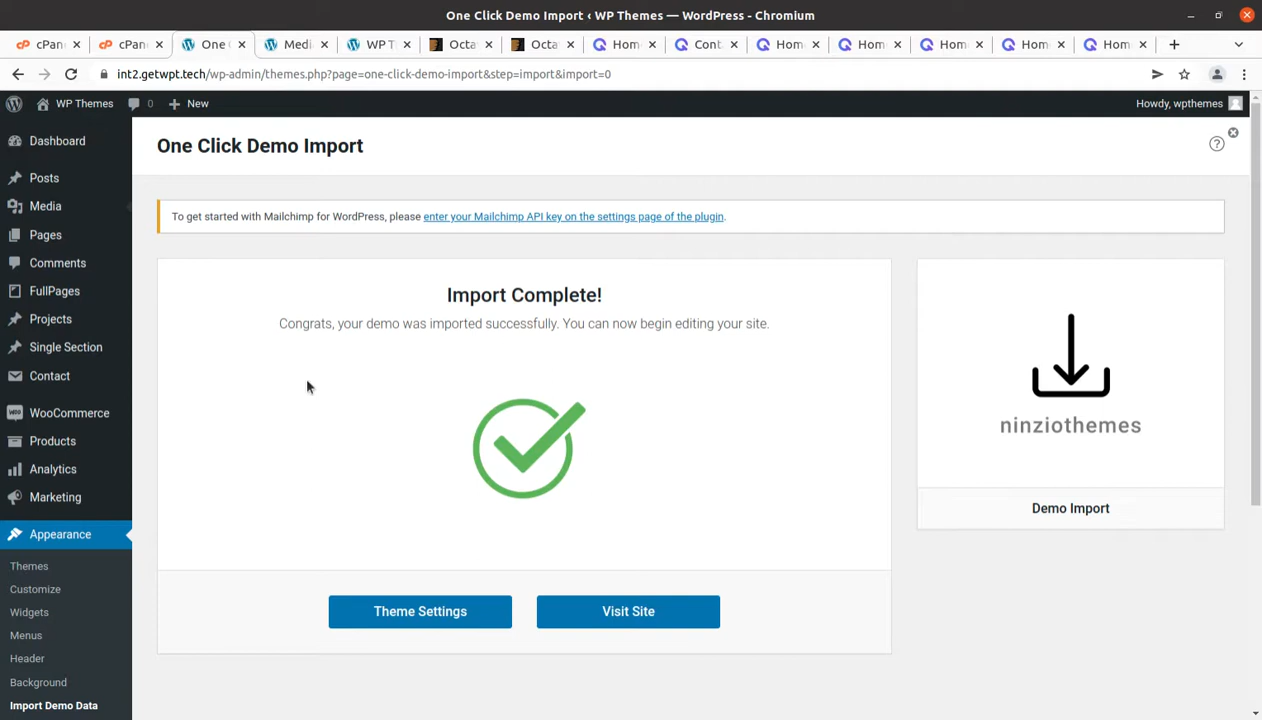 One Click Demo Import ‹ WP Themes — WordPress - Chromium
cPan cPan One Medi WP T Octa Octa Hom Cont Hom Hom Hom Hom Hom
int2.getwpt.tech/wp-admin/themes.php?page=one-click-demo-import&step=import&import=0
WP Themes 0 New Howdy, wpthemes
Dashboard
Posts
Media
Pages
Comments
FullPages
Projects
Single Section
Contact
WooCommerce
Products
Analytics
Marketing
Appearance
Themes
Customize
Widgets
Menus
Header
Background
Import Demo Data
One Click Demo Import
To get started with Mailchimp for WordPress, please enter your Mailchimp API key on the settings page of the plugin.
Import Complete!
Congrats, your demo was imported successfully. You can now begin editing your site.
Theme Settings Visit Site
ninziothemes
Demo Import